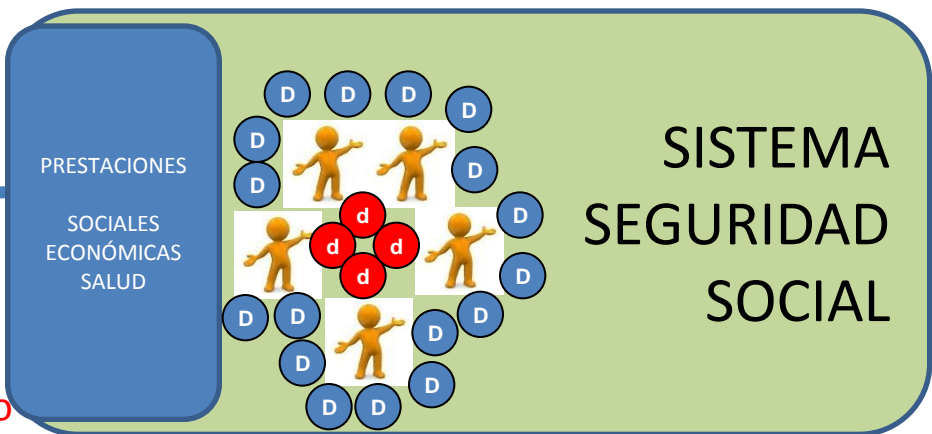 PRESTACIONES
SOCIALES
ECONÓMICAS
SALUD
D D D D
D
D
D
D
D
D
D
D
D
D
D
D
D
d
d d
d
SISTEMA
SEGURIDAD
SOCIAL